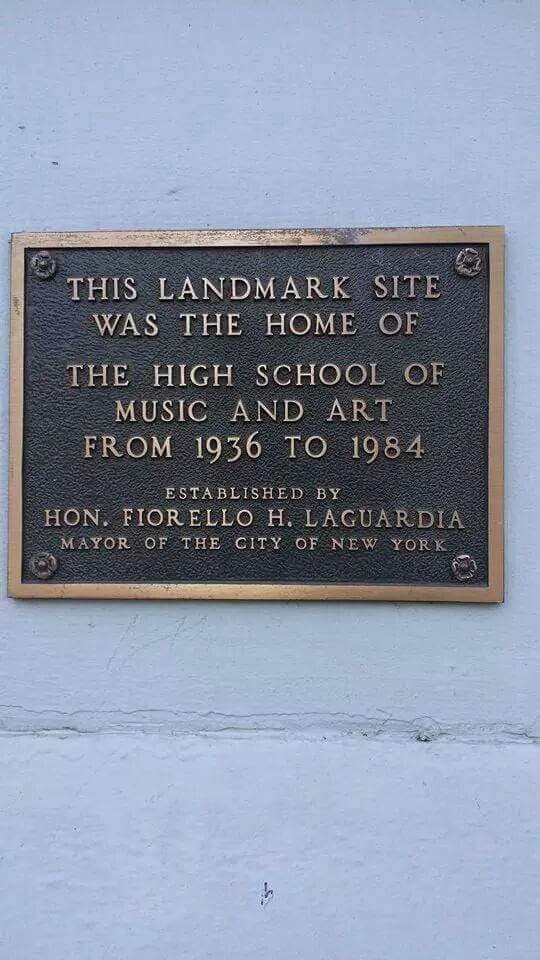 THIS LANDMARK SITE
WAS THE HOME OF
THE HIGH SCHOOL OF
MUSIC AND ART
FROM 1936 TO 1984
ESTABLISHED BY
HON. FIORELLO H. LAGUARDIA
MAYOR OF THE CITY OF NEW YORK